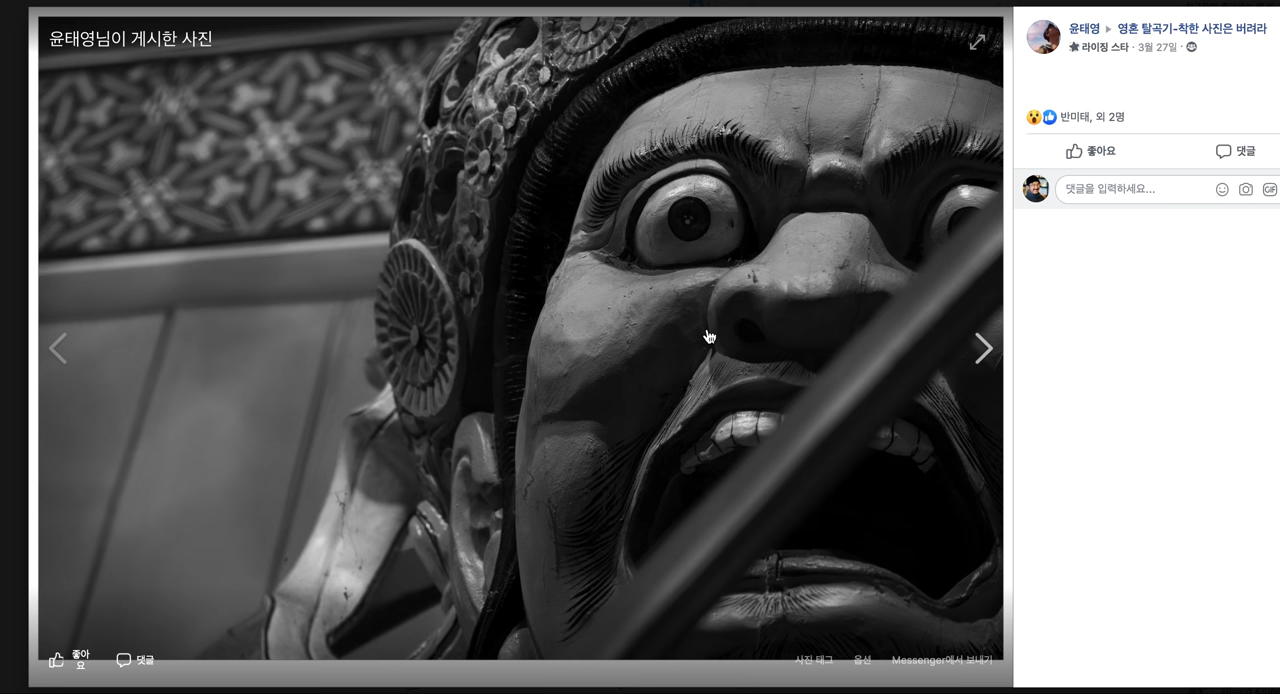 윤태영님이 게시한 사진
윤태영 ▸ 영혼 탈곡기-착한 사진은 버려라
라이징 스타 · 3월 27일 ·
반미태, 외 2명
좋아요 댓글
댓글을 입력하세요...
GIF
좋아요 댓글 사진 태그 옵션 Messenger에서 보내기